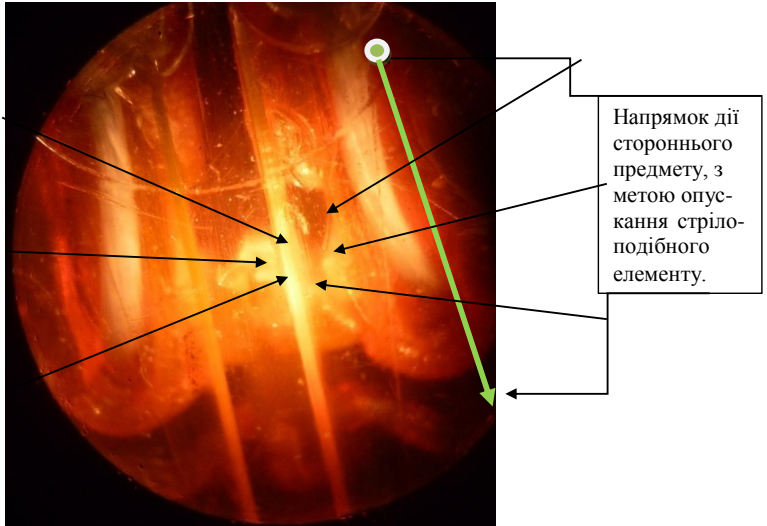 Напрямок дії
стороннього
предмету, з
метою опус-
кання стріло-
подібного
елементу.